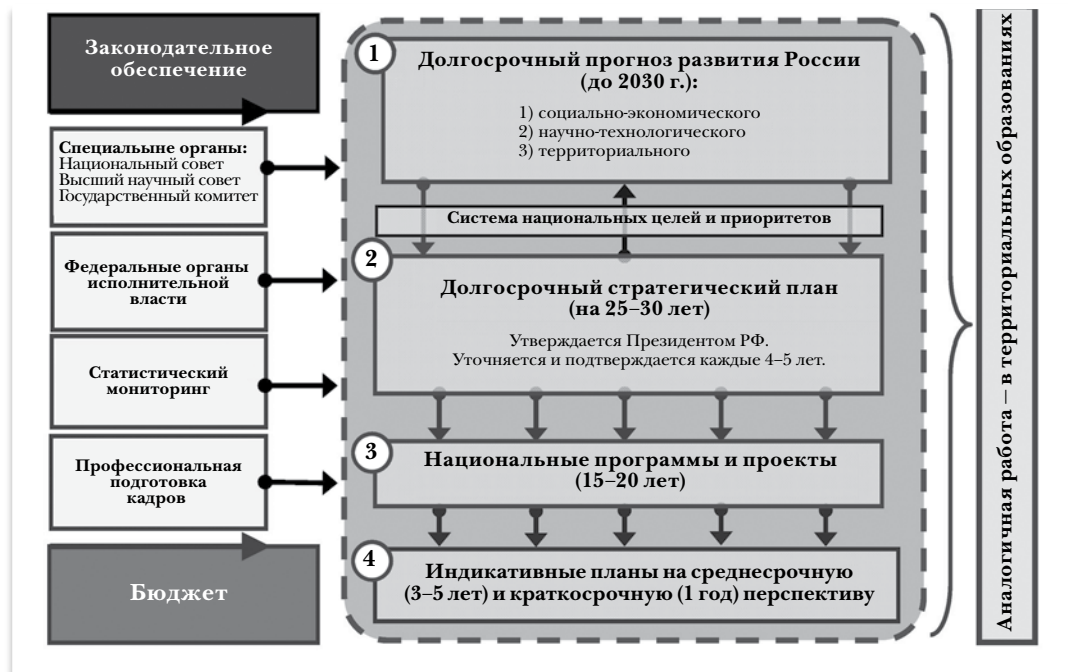 Законодательное
обеспечение
Специальыне органы:
Национальный совет
Высший научный совет
Государственный комитет
Федеральные органы
исполнительной
власти
Статистический
мониторинг
Профессиональная
подготовка
кадров
Бюджет
1
Долгосрочный прогноз развития России
(до 2030 г.):
1) социально-экономического
2) научно-технологического
3) территориального
Система национальных целей и приоритетов
2
Долгосрочный стратегический план
(на 25–30 лет)
Утверждается Президентом РФ.
Уточняется и подтверждается каждые 4–5 лет.
3
Национальные программы и проекты
(15–20 лет)
4
Индикативные планы на среднесрочную
(3–5 лет) и краткосрочную (1 год) перспективу
Аналогичная работа – в территориальных образованиях